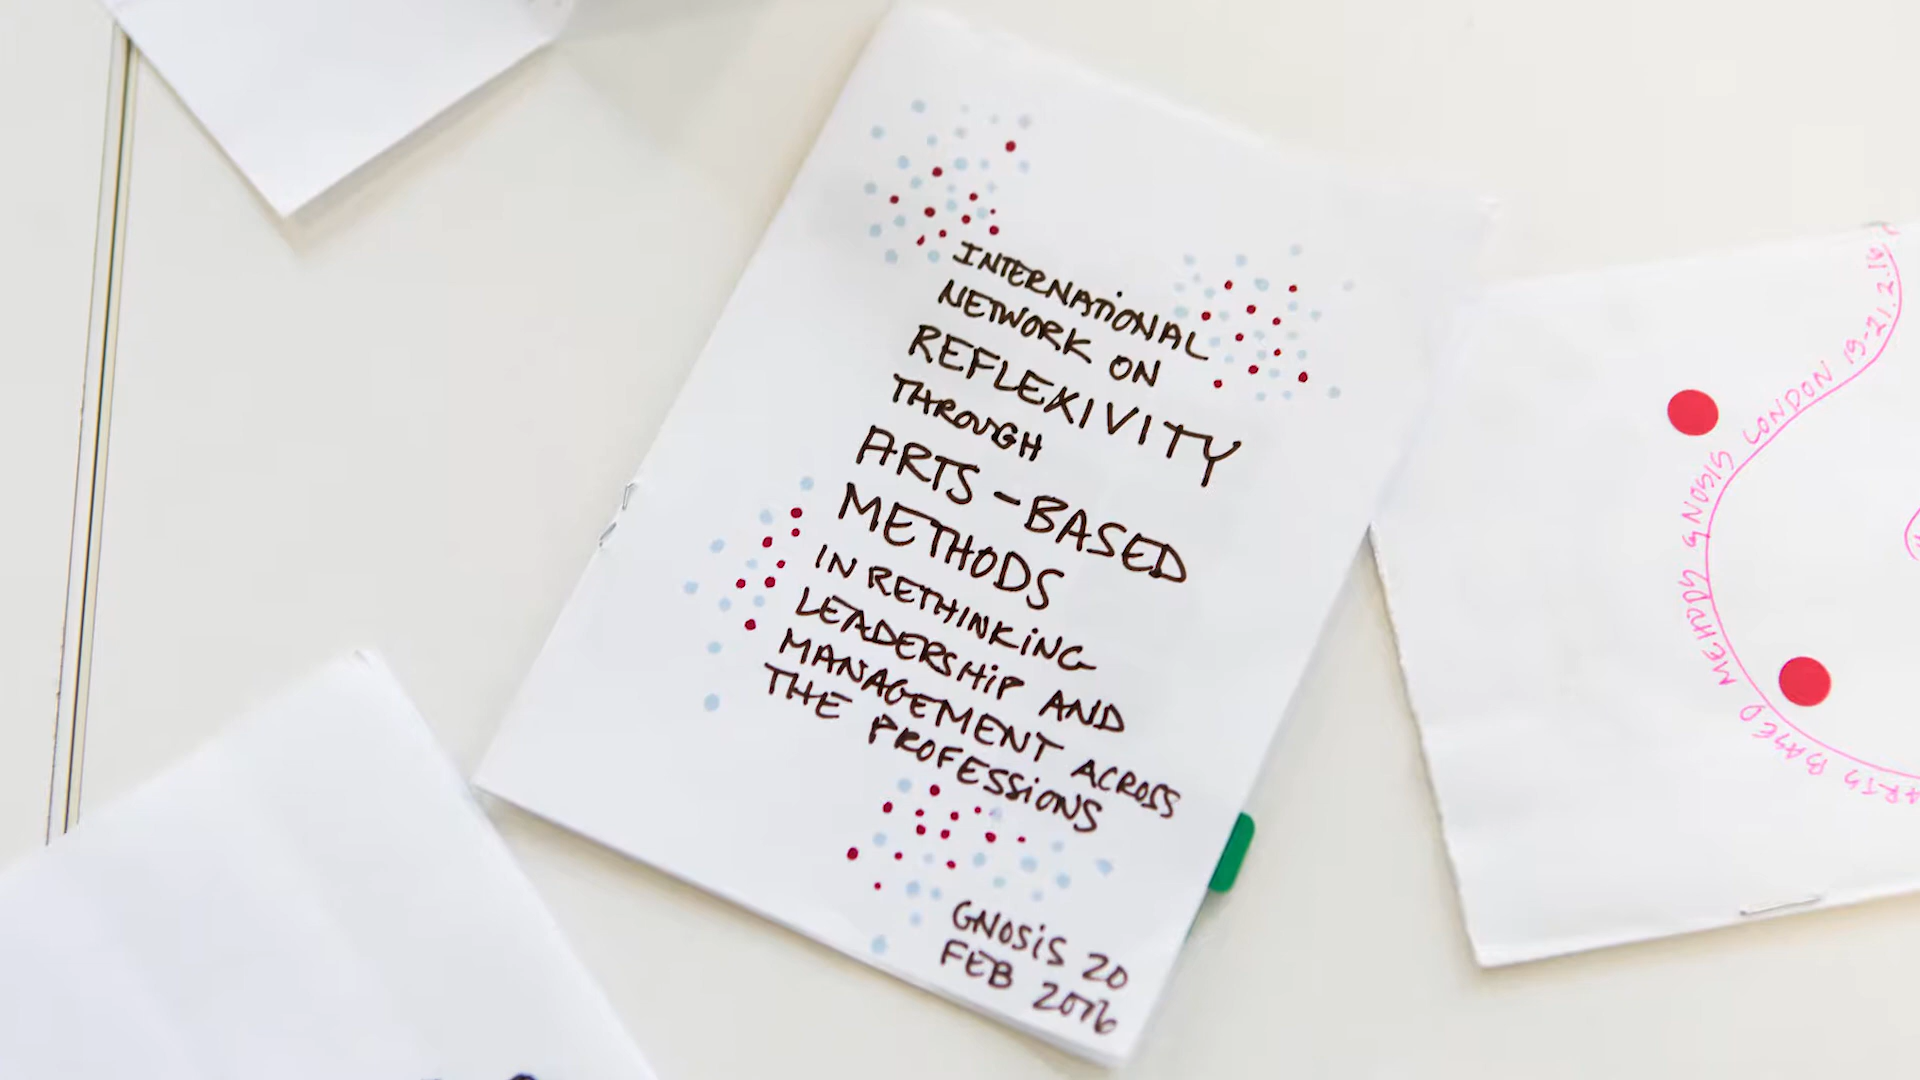 INTERNATIONAL
NETWORK ON
REFLEXIVITY
THROUGH
ARTS-BASED
METHODS
IN RETHINKING
LEADERSHIP AND
MANAGEMENT ACROSS
THE PROFESSIONS
GNOSIS 20
FEB 2016
ARTS BASED METHODS GNOSIS LONDON 19-21.2.16